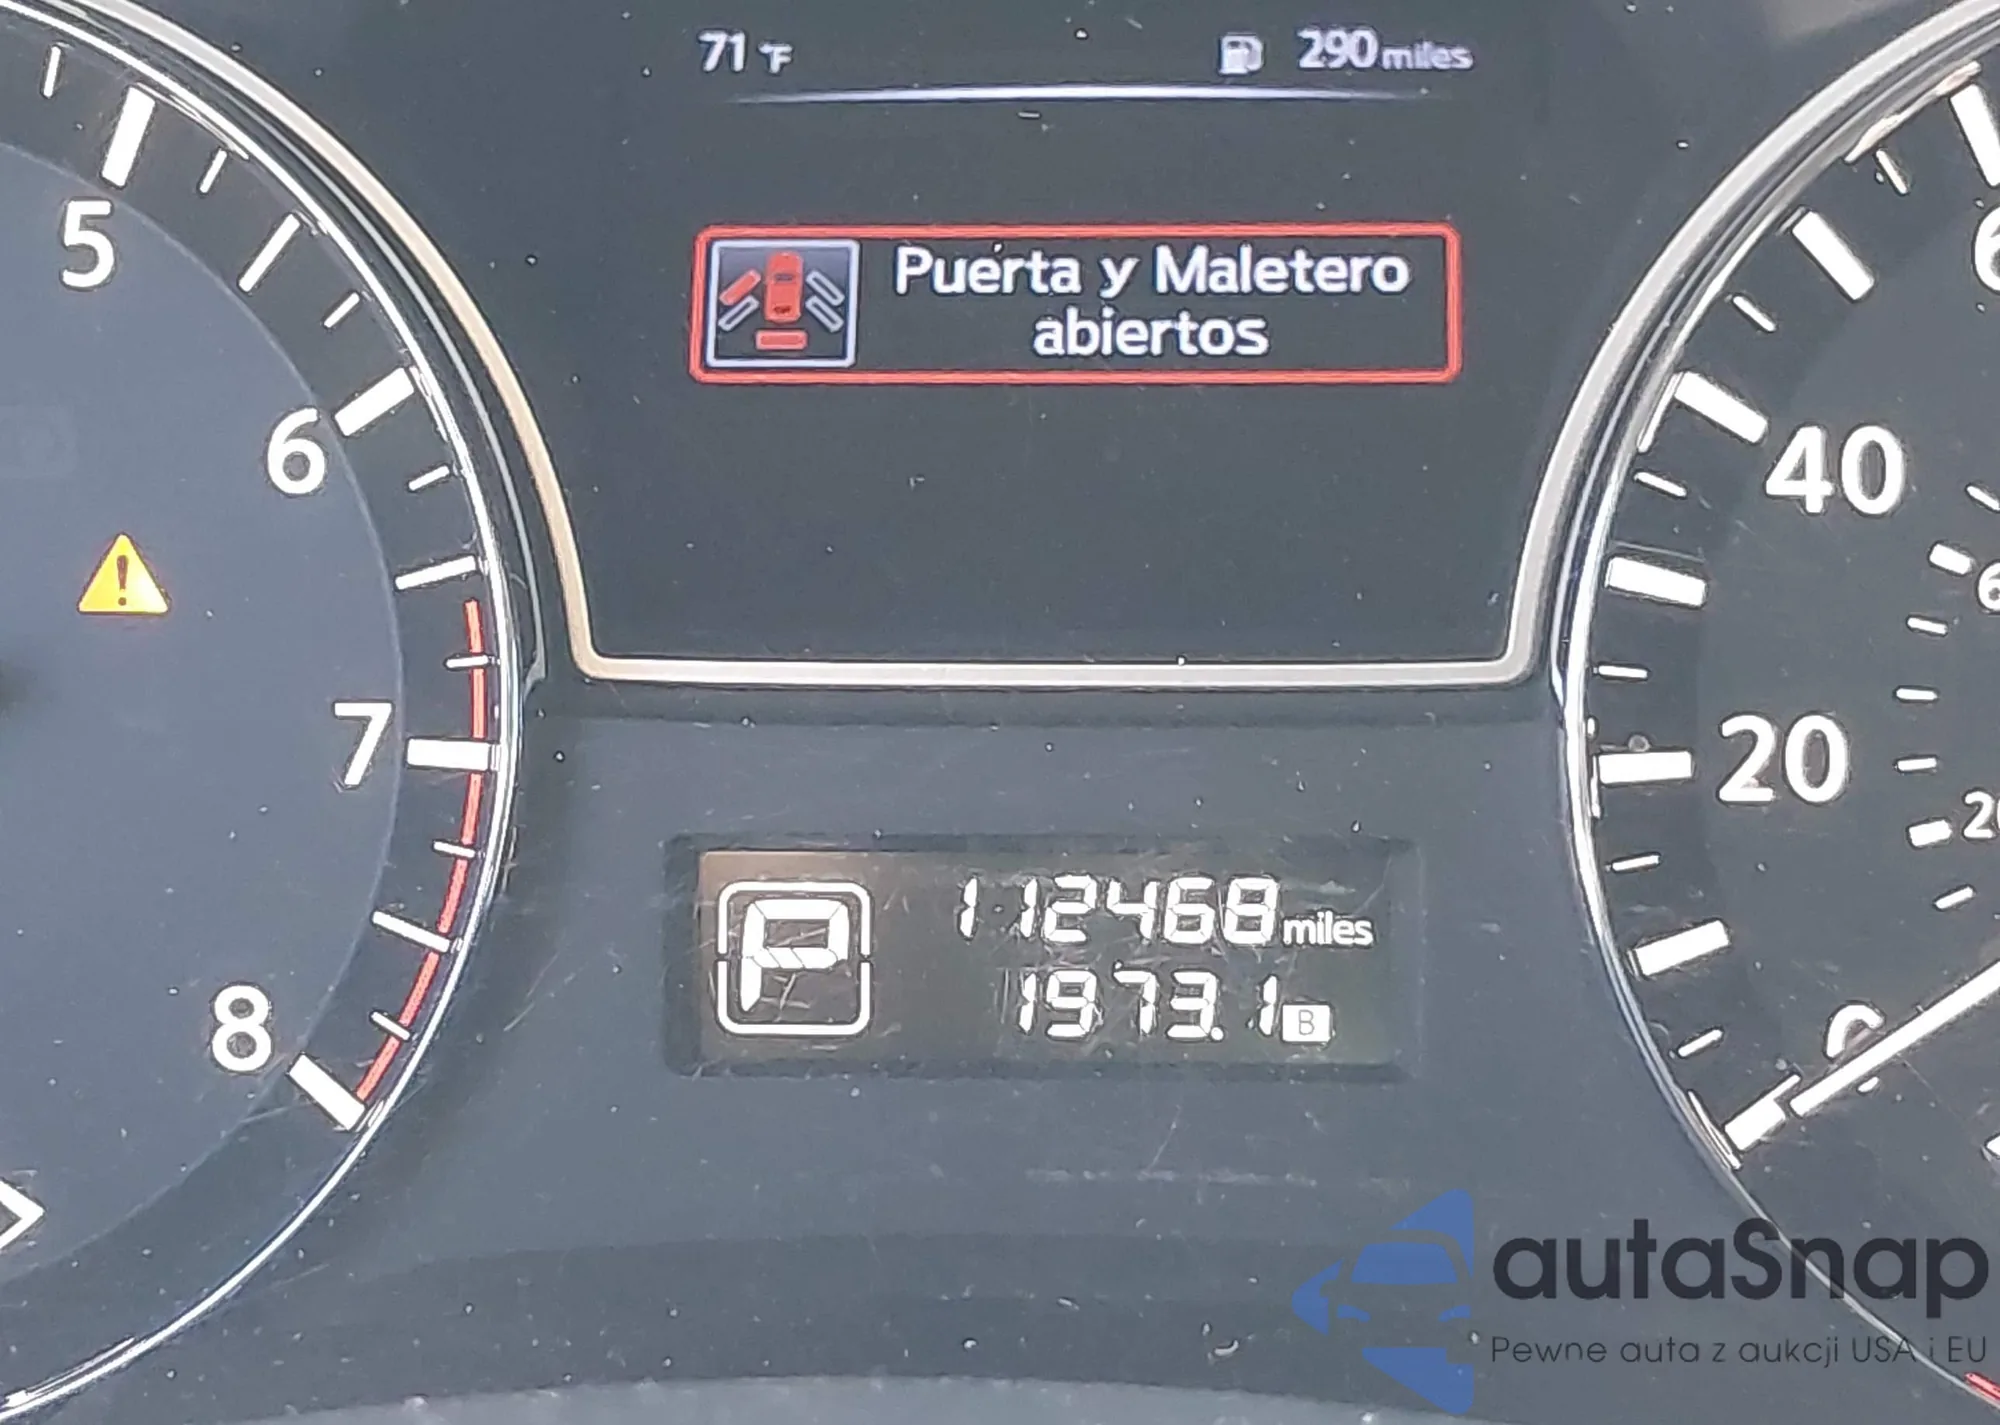 71 °F
290 miles
Puerta y Maletero
abiertos
5
6
7
8
40
20
0
P
112468 miles
1973.1 B
autaSnap
Pewne auta z aukcji USA i EU